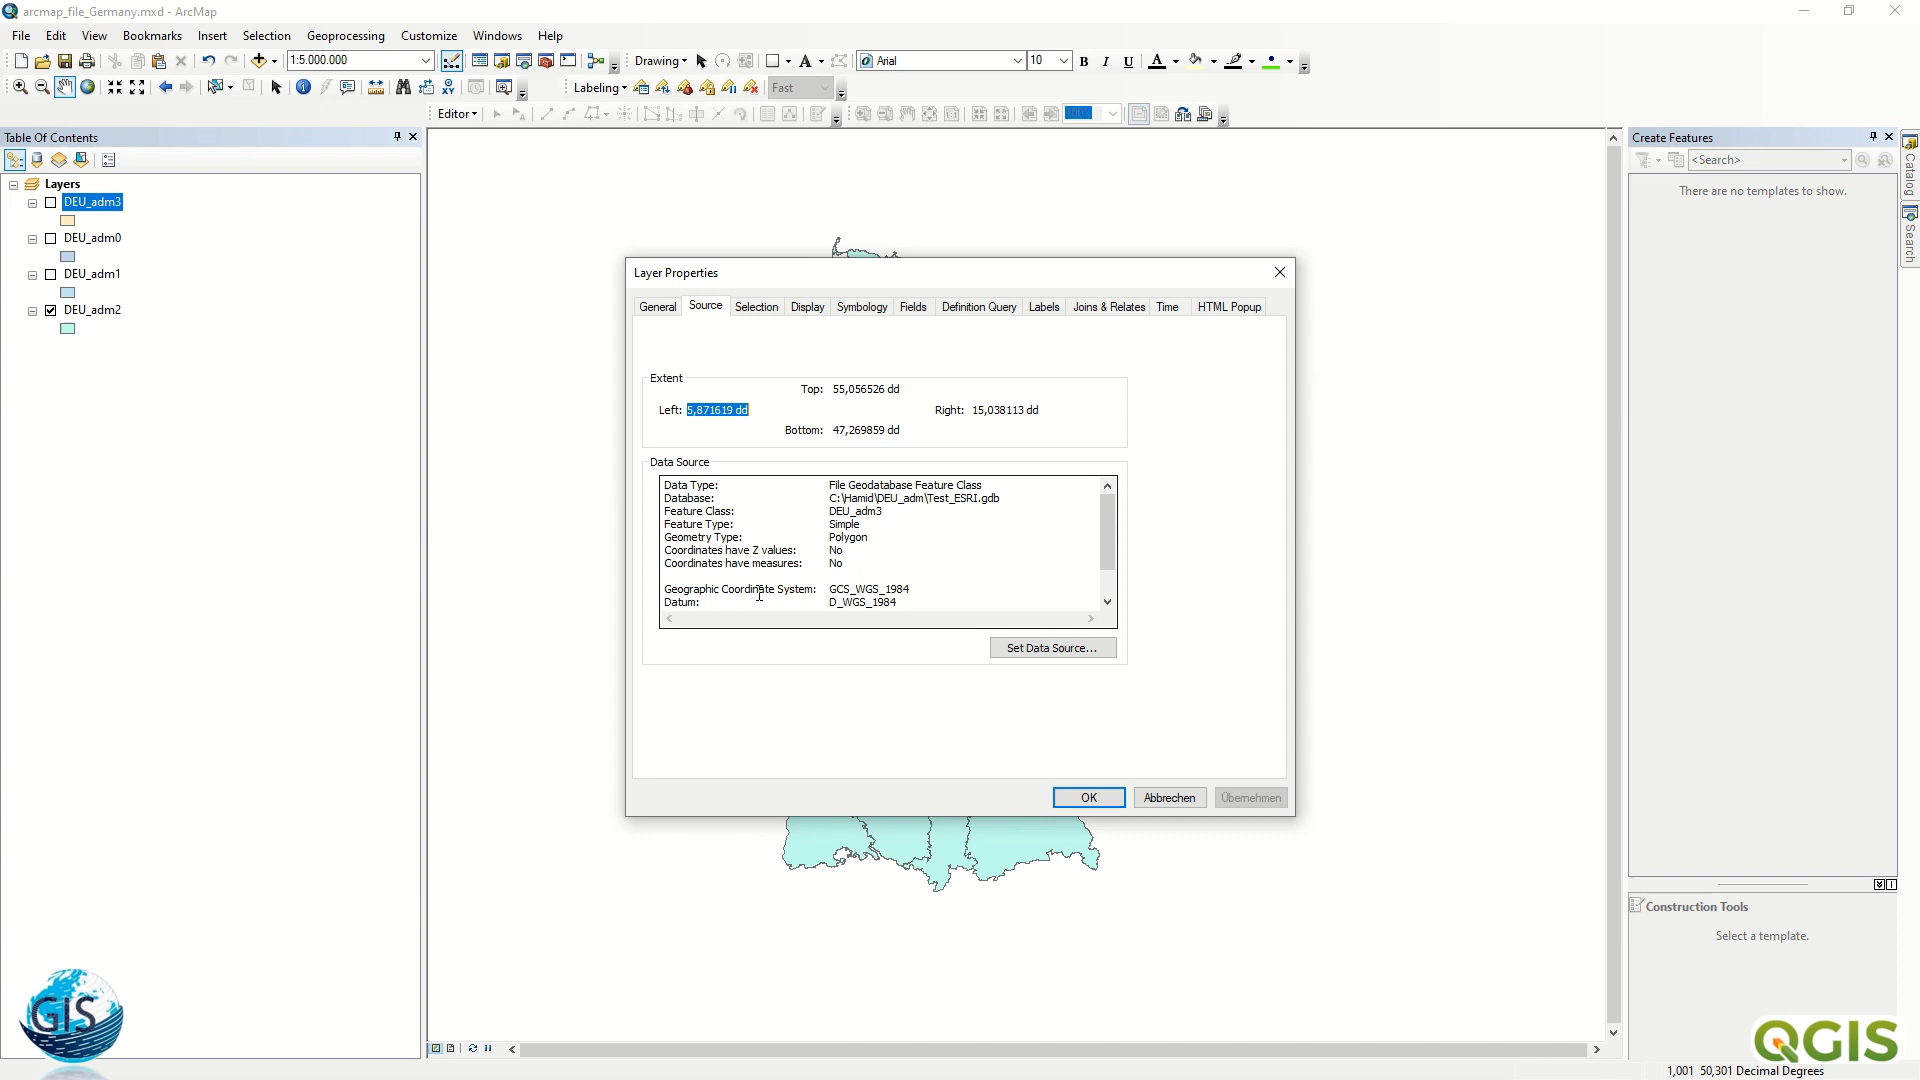 arcmap_file_Germany.mxd - ArcMap
File Edit View Bookmarks Insert Selection Geoprocessing Customize Windows Help
1:5.000.000
Drawing
Arial
10
B I U A
Labeling
Fast
Editor
100%
Table Of Contents
Layers
DEU_adm3
DEU_adm0
DEU_adm1
DEU_adm2
Layer Properties
General Source Selection Display Symbology Fields Definition Query Labels Joins & Relates Time HTML Popup
Extent
Top: 55,056526 dd
Left: 5,871619 dd Right: 15,038113 dd
Bottom: 47,269859 dd
Data Source
Data Type: File Geodatabase Feature Class
Database: C:\Hamid\DEU_adm\Test_ESRI.gdb
Feature Class: DEU_adm3
Feature Type: Simple
Geometry Type: Polygon
Coordinates have Z values: No
Coordinates have measures: No
Geographic Coordinate System: GCS_WGS_1984
Datum: D_WGS_1984
Set Data Source...
OK Abbrechen Übernehmen
Create Features
<Search>
There are no templates to show.
Catalog
Search
Construction Tools
Select a template.
GIS
QGIS
1,001 50,301 Decimal Degrees